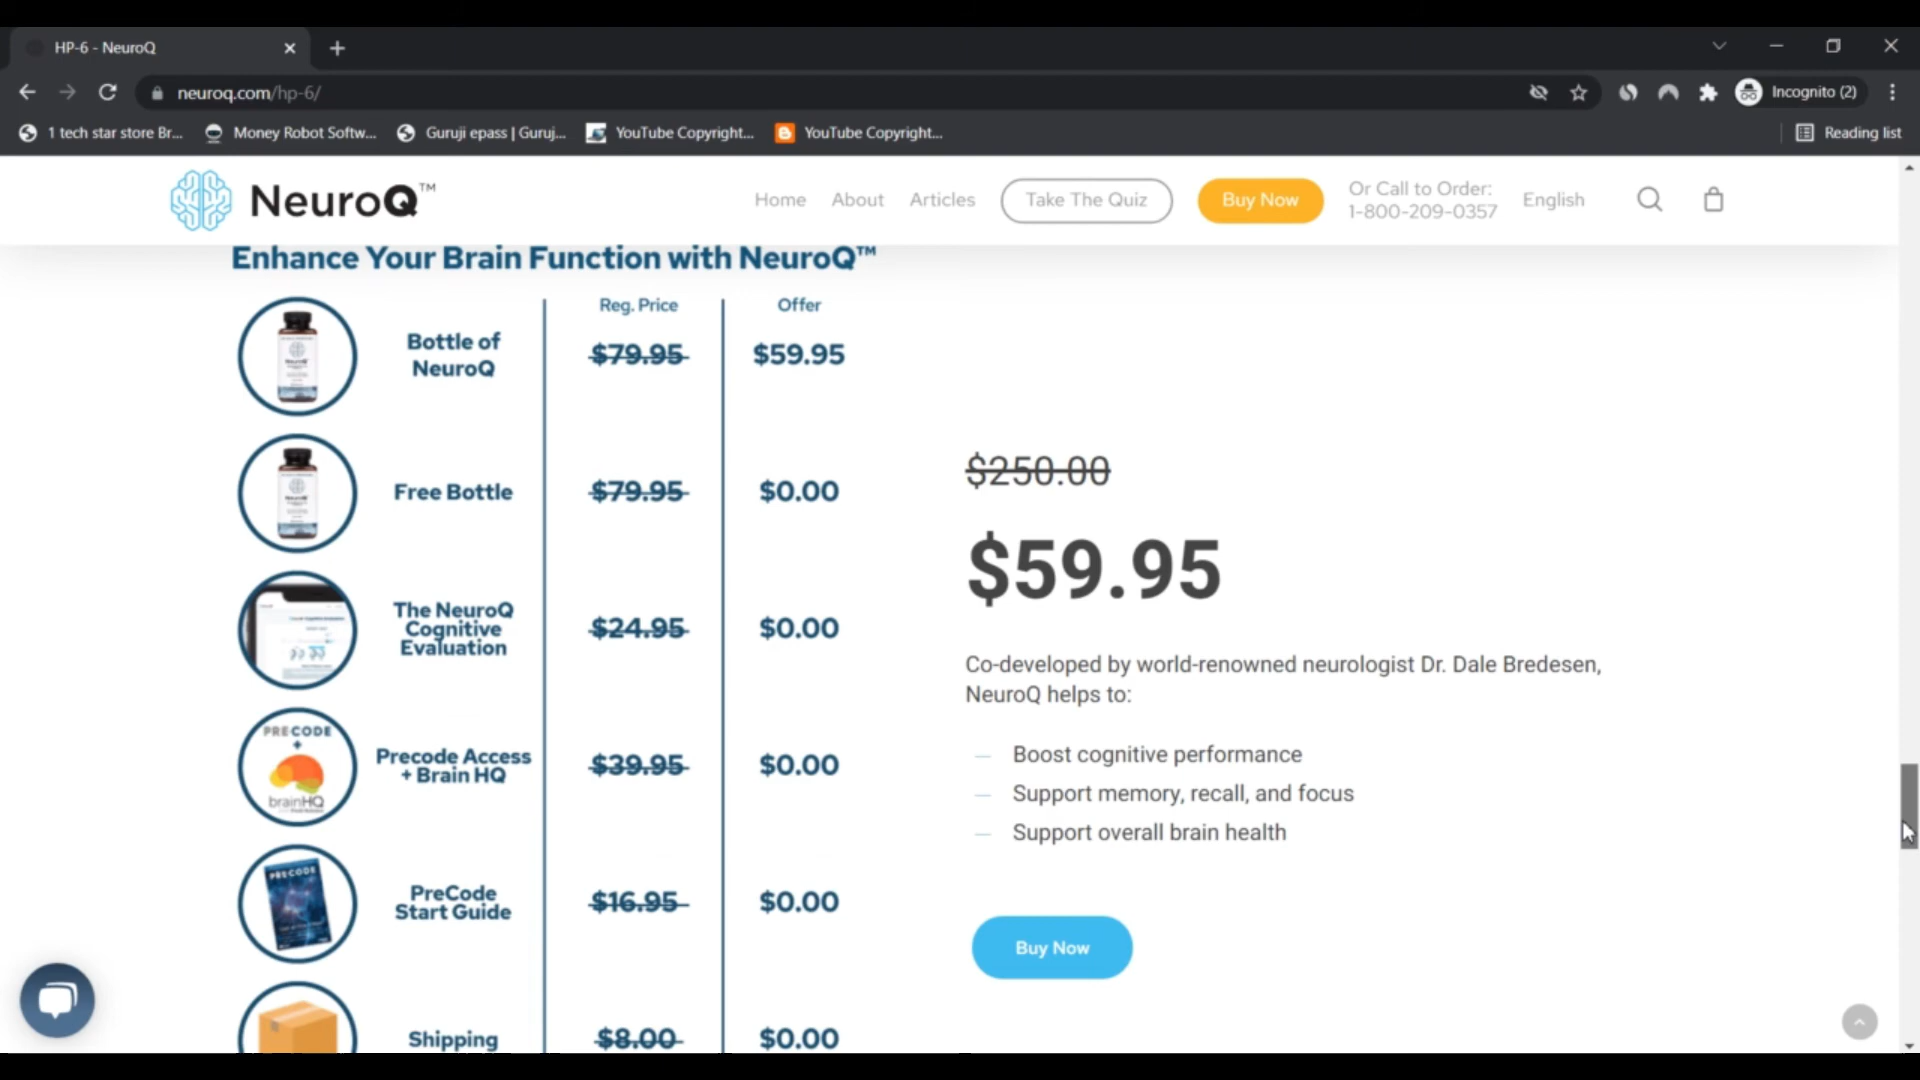 HP-6 - NeuroQ
neuroq.com/hp-6/
Incognito (2)
1 tech star store Br...
Money Robot Softw...
Guruji epass | Guruj...
YouTube Copyright...
YouTube Copyright...
Reading list
NeuroQ™
Home
About
Articles
Take The Quiz
Buy Now
Or Call to Order:
1-800-209-0357
English
Enhance Your Brain Function with NeuroQ™
Reg. Price
Offer
Bottle of
NeuroQ
$79.95
$59.95
Free Bottle
$79.95
$0.00
The NeuroQ
Cognitive
Evaluation
$24.95
$0.00
PRECODE
+
brainHQ
Precode Access
+ Brain HQ
$39.95
$0.00
PRECODE
PreCode
Start Guide
$16.95
$0.00
Shipping
$8.00
$0.00
$250.00
$59.95
Co-developed by world-renowned neurologist Dr. Dale Bredesen,
NeuroQ helps to:
— Boost cognitive performance
— Support memory, recall, and focus
— Support overall brain health
Buy Now